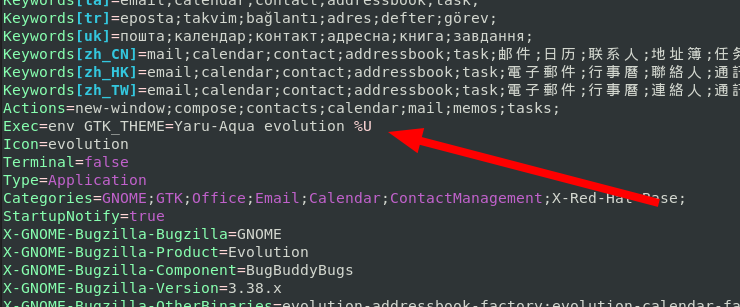 Keywords[ta]=email;calendar;contact;addressbook;task;
Keywords[tr]=eposta;takvim;bağlantı;adres;defter;görev;
Keywords[uk]=пошта;календар;контакт;адресна;книга;завдання;
Keywords[zh_CN]=mail;calendar;contact;addressbook;task;邮件;日历;联系人;地址簿;任务
Keywords[zh_HK]=email;calendar;contact;addressbook;task;電子郵件;行事曆;聯絡人;通訊
Keywords[zh_TW]=email;calendar;contact;addressbook;task;電子郵件;行事曆;連絡人;通訊
Actions=new-window;compose;contacts;calendar;mail;memos;tasks;
Exec=env GTK_THEME=Yaru-Aqua evolution %U
Icon=evolution
Terminal=false
Type=Application
Categories=GNOME;GTK;Office;Email;Calendar;ContactManagement;X-Red-Hat-Base;
StartupNotify=true
X-GNOME-Bugzilla-Bugzilla=GNOME
X-GNOME-Bugzilla-Product=Evolution
X-GNOME-Bugzilla-Component=BugBuddyBugs
X-GNOME-Bugzilla-Version=3.38.x
X-GNOME-Bugzilla-OtherBinaries=evolution-addressbook-factory;evolution-calendar-fa